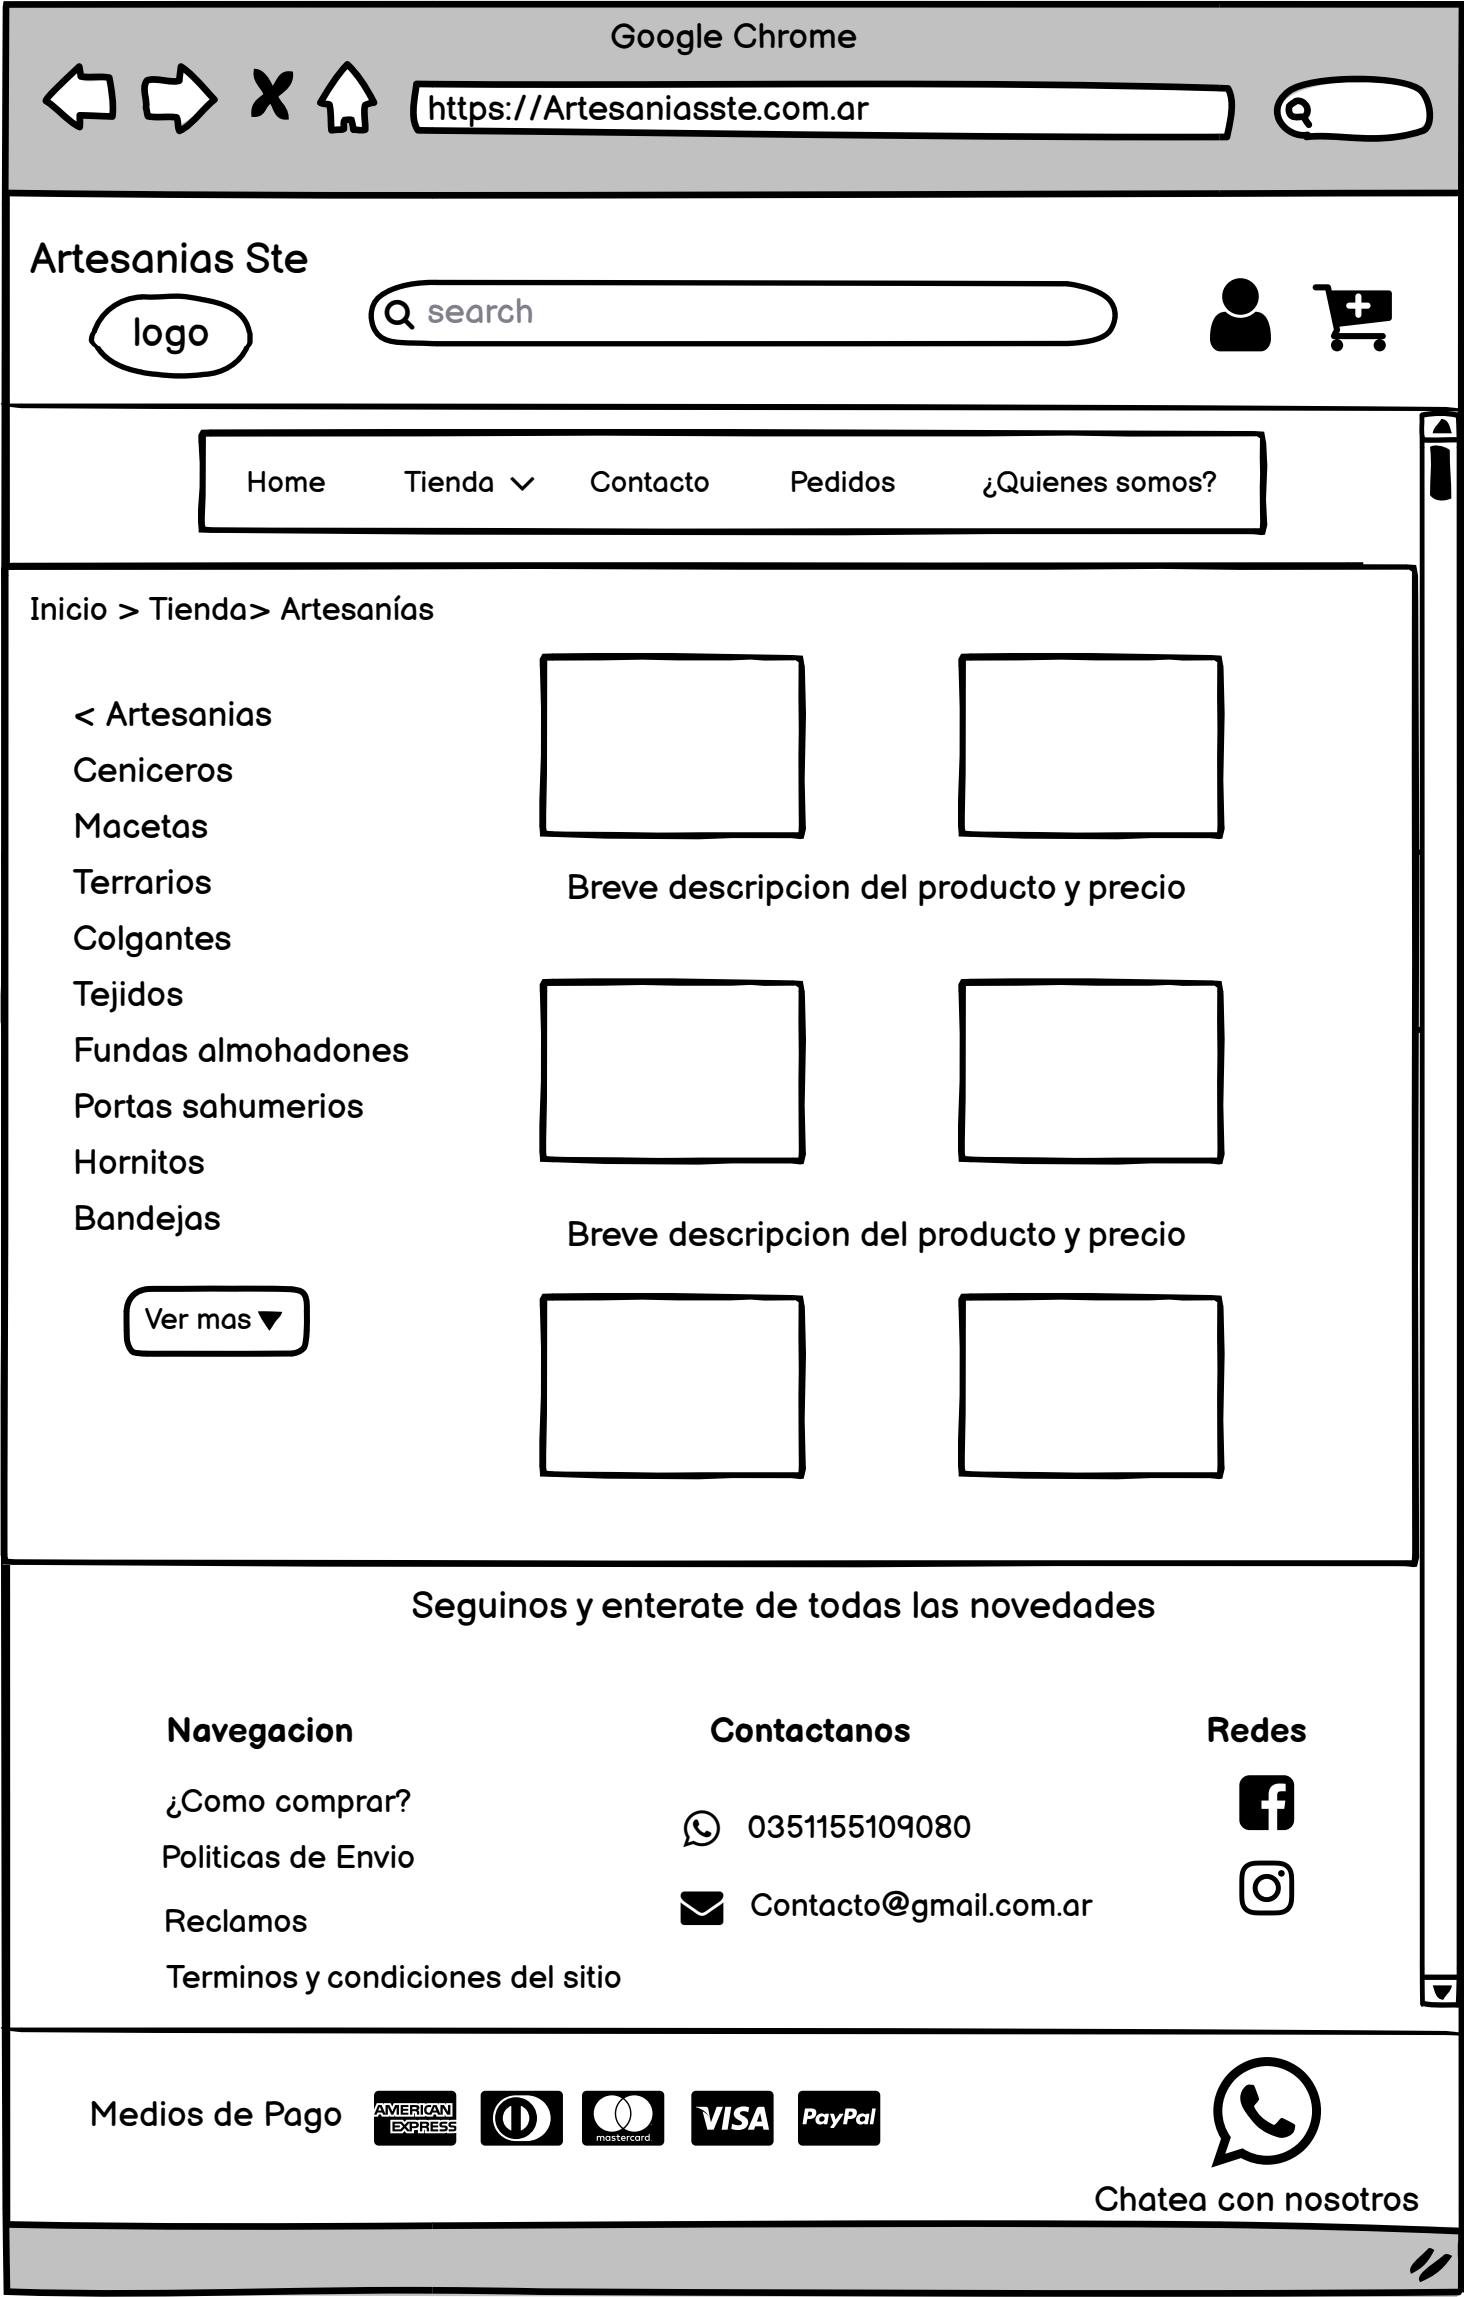 Google Chrome
https://Artesaniasste.com.ar
Artesanias Ste
logo
search
Home Tienda Contacto Pedidos ¿Quienes somos?
Inicio > Tienda> Artesanías
< Artesanias
Ceniceros
Macetas
Terrarios
Colgantes
Tejidos
Fundas almohadones
Portas sahumerios
Hornitos
Bandejas
Ver mas
Breve descripcion del producto y precio
Breve descripcion del producto y precio
Seguinos y enterate de todas las novedades
Navegacion
¿Como comprar?
Politicas de Envio
Reclamos
Terminos y condiciones del sitio
Contactanos
0351155109080
Contacto@gmail.com.ar
Redes
Medios de Pago
AMERICAN
EXPRESS
mastercard.
VISA
PayPal
Chatea con nosotros